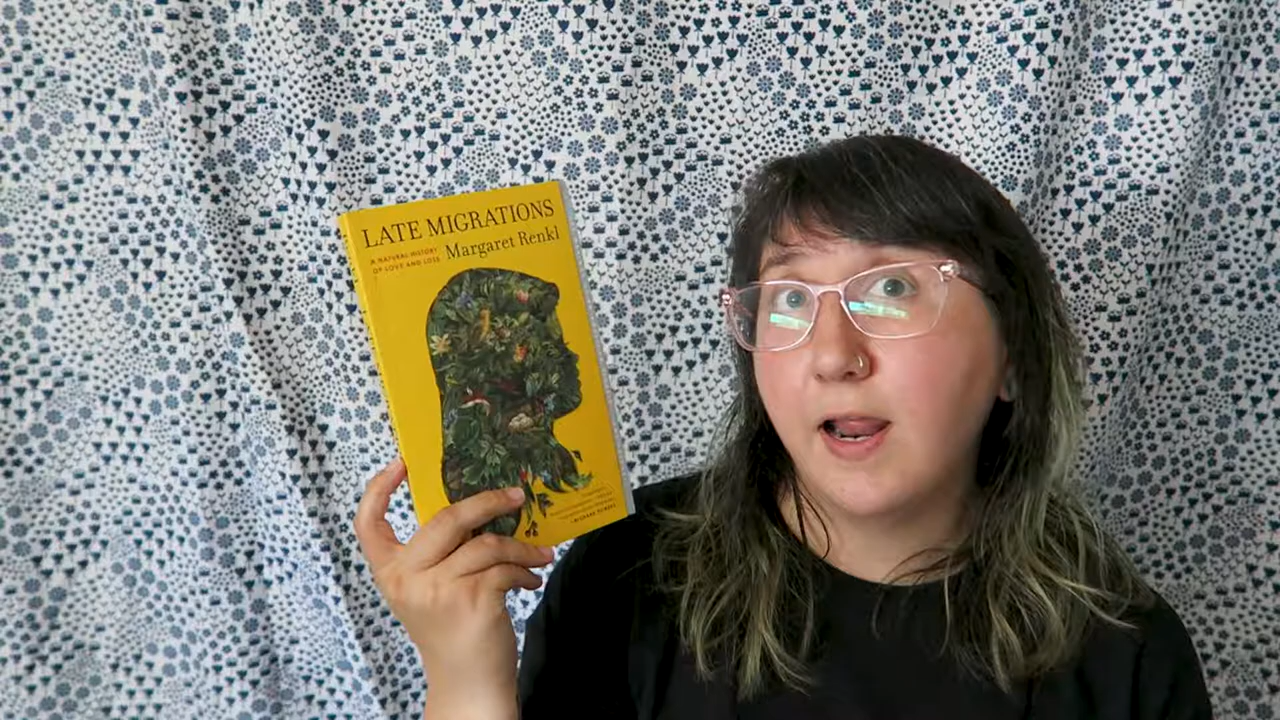 LATE MIGRATIONS
A NATURAL HISTORY
OF LOVE AND LOSS
Margaret Renkl